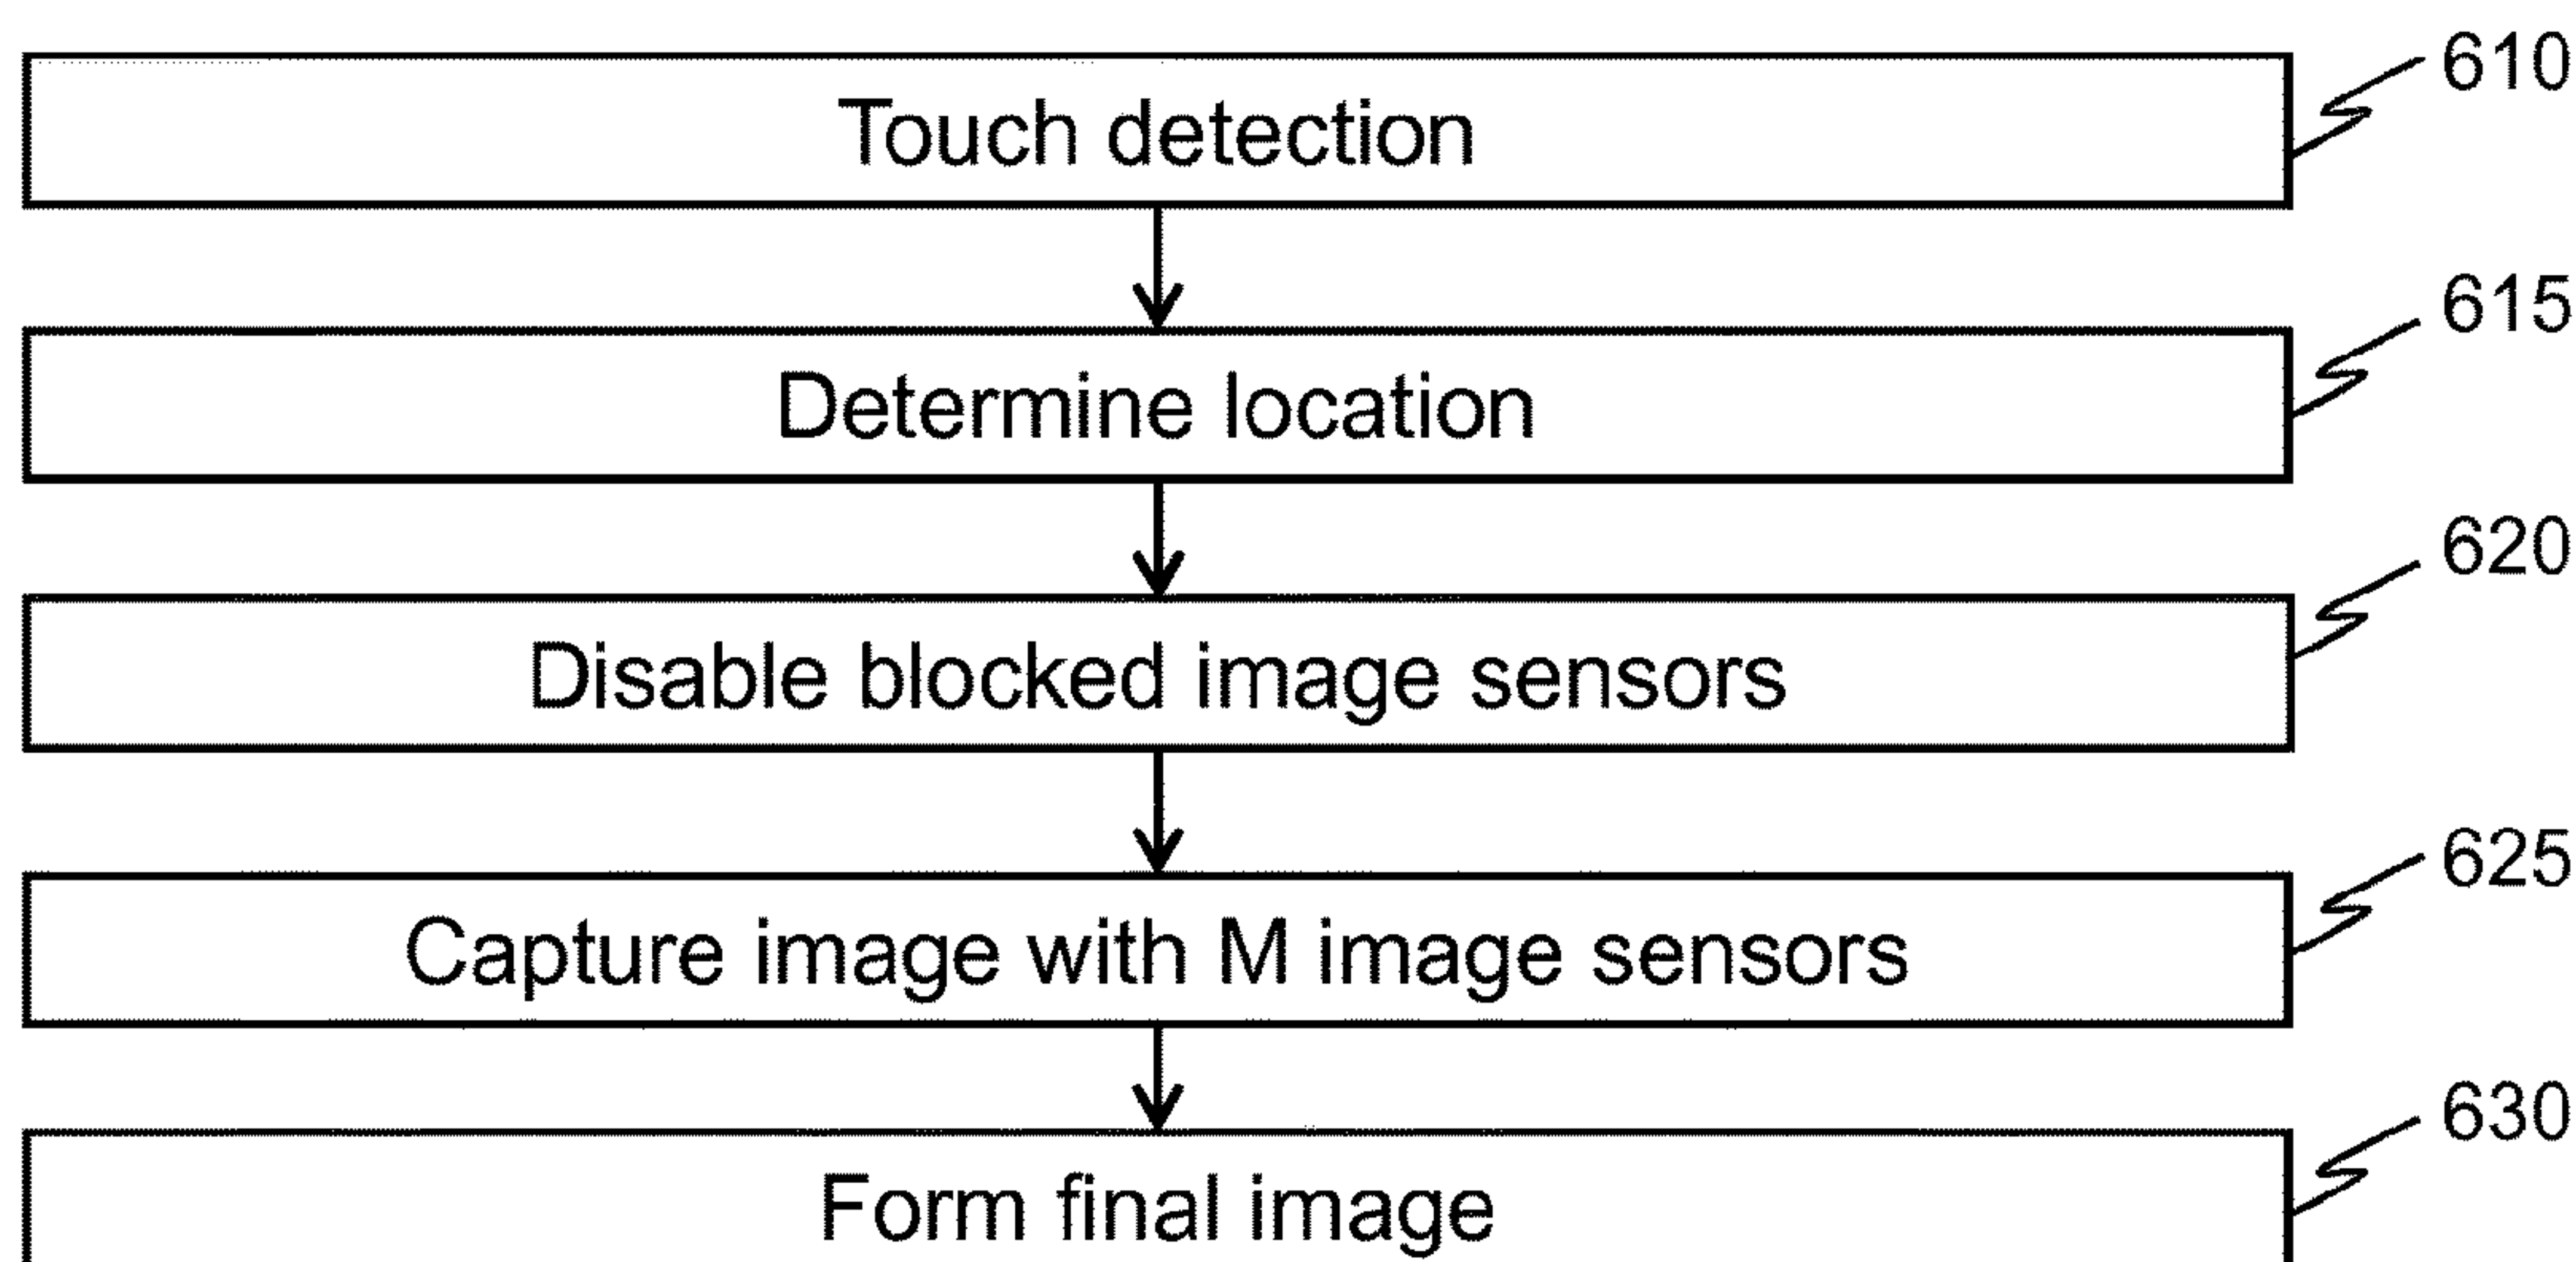 610
Touch detection
615
Determine location
620
Disable blocked image sensors
625
Capture image with M image sensors
630
Form final image